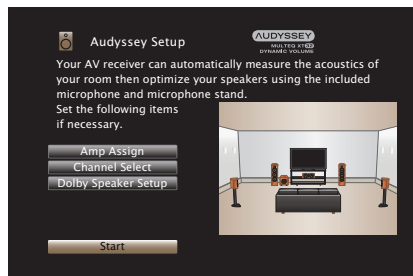 Audyssey Setup
AUDYSSEY
MULTEQ XT32
DYNAMIC VOLUME
Your AV receiver can automatically measure the acoustics of
your room then optimize your speakers using the included
microphone and microphone stand.
Set the following items
if necessary.
Amp Assign
Channel Select
Dolby Speaker Setup
Start